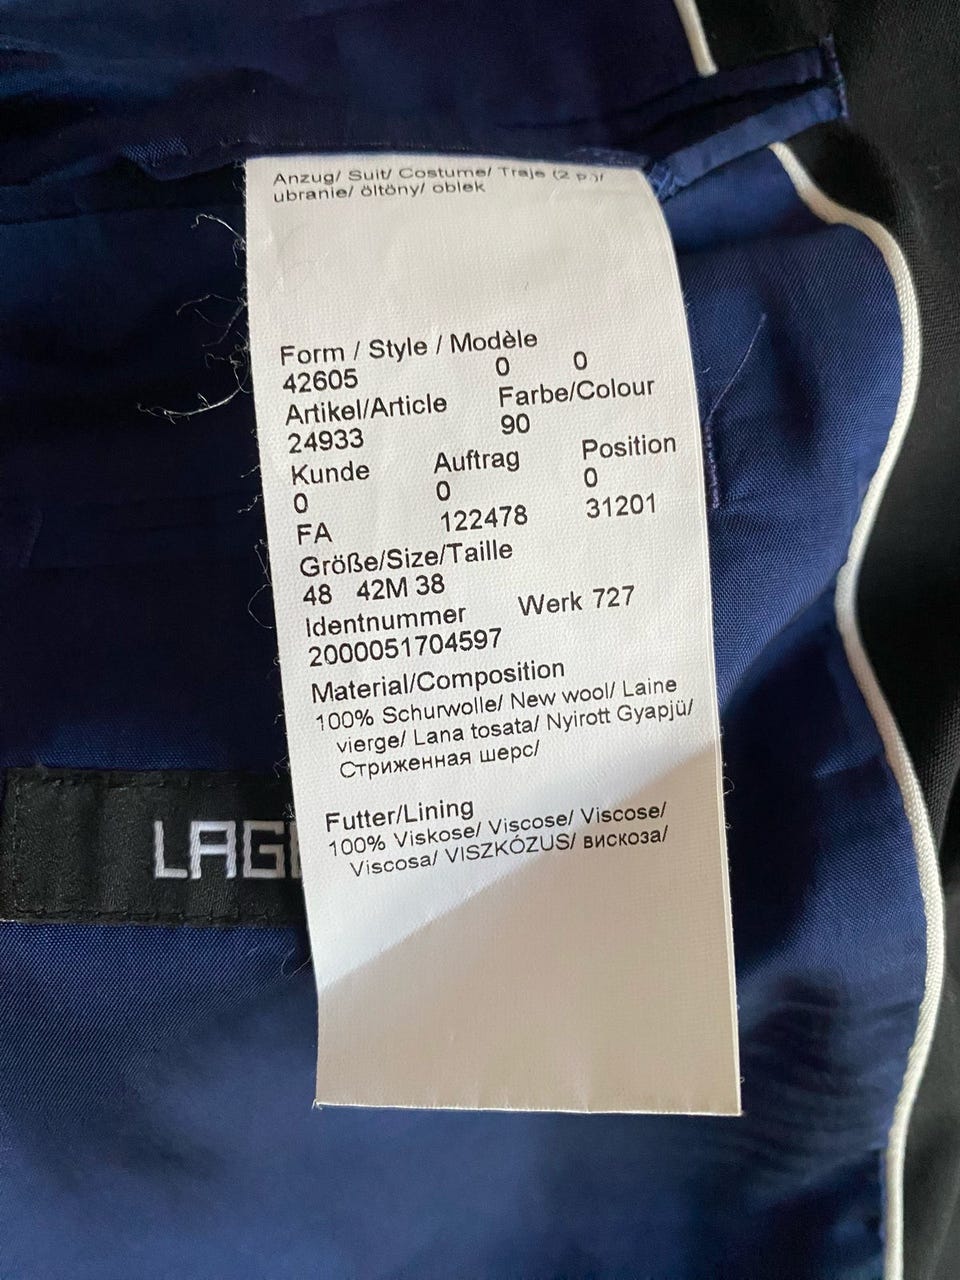 Anzug/ Suit/ Costume/ Traje (2 p.)/
ubranie/ öltöny/ oblek
Form / Style / Modèle
42605 0 0
Artikel/Article Farbe/Colour
24933 90
Kunde Auftrag Position
0 0 0
FA 122478 31201
Größe/Size/Taille
48 42M 38
Identnummer Werk 727
2000051704597
Material/Composition
100% Schurwolle/ New wool/ Laine
vierge/ Lana tosata/ Nyirott Gyapjü/
Стриженная шерс/
Futter/Lining
100% Viskose/ Viscose/ Viscose/
Viscosa/ VISZKÓZUS/ вискоза/
LAG